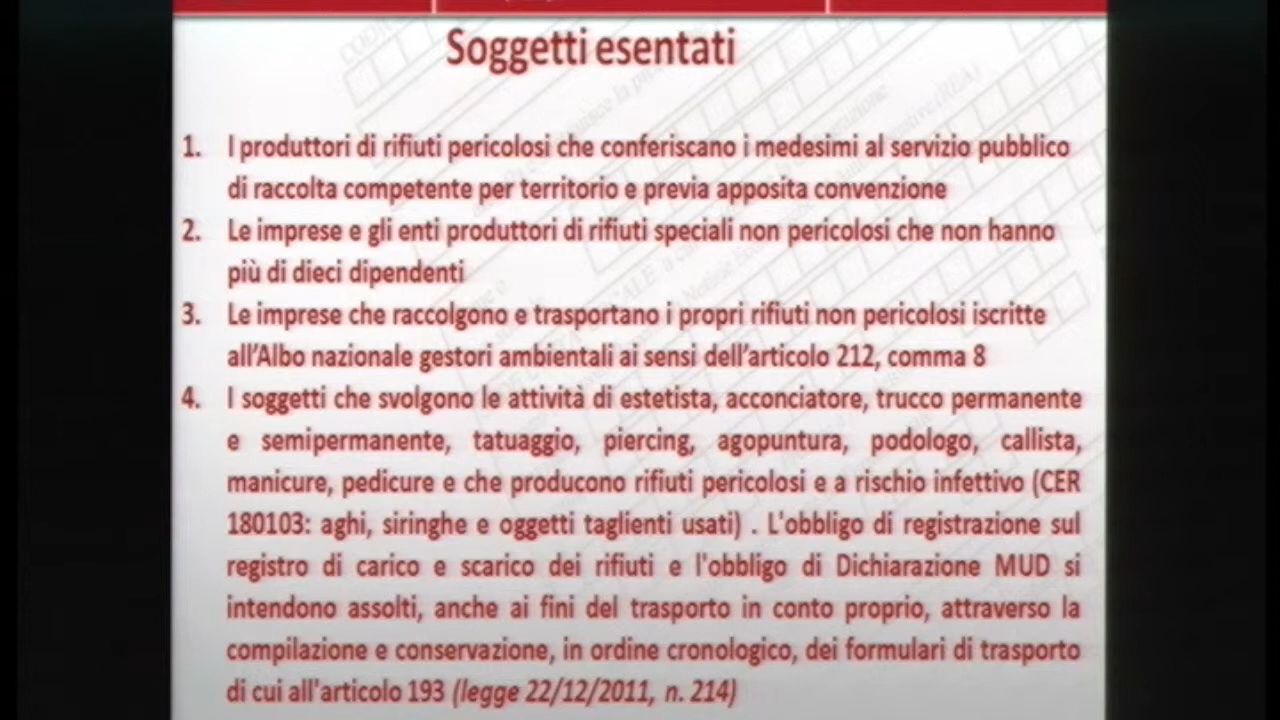 Soggetti esentati
1. I produttori di rifiuti pericolosi che conferiscano i medesimi al servizio pubblico
di raccolta competente per territorio e previa apposita convenzione
2. Le imprese e gli enti produttori di rifiuti speciali non pericolosi che non hanno
più di dieci dipendenti
3. Le imprese che raccolgono e trasportano i propri rifiuti non pericolosi iscritte
all'Albo nazionale gestori ambientali ai sensi dell'articolo 212, comma 8
4. I soggetti che svolgono le attività di estetista, acconciatore, trucco permanente
e semipermanente, tatuaggio, piercing, agopuntura, podologo, callista,
manicure, pedicure e che producono rifiuti pericolosi e a rischio infettivo (CER
180103: aghi, siringhe e oggetti taglienti usati) . L'obbligo di registrazione sul
registro di carico e scarico dei rifiuti e l'obbligo di Dichiarazione MUD si
intendono assolti, anche ai fini del trasporto in conto proprio, attraverso la
compilazione e conservazione, in ordine cronologico, dei formulari di trasporto
di cui all'articolo 193 (legge 22/12/2011, n. 214)